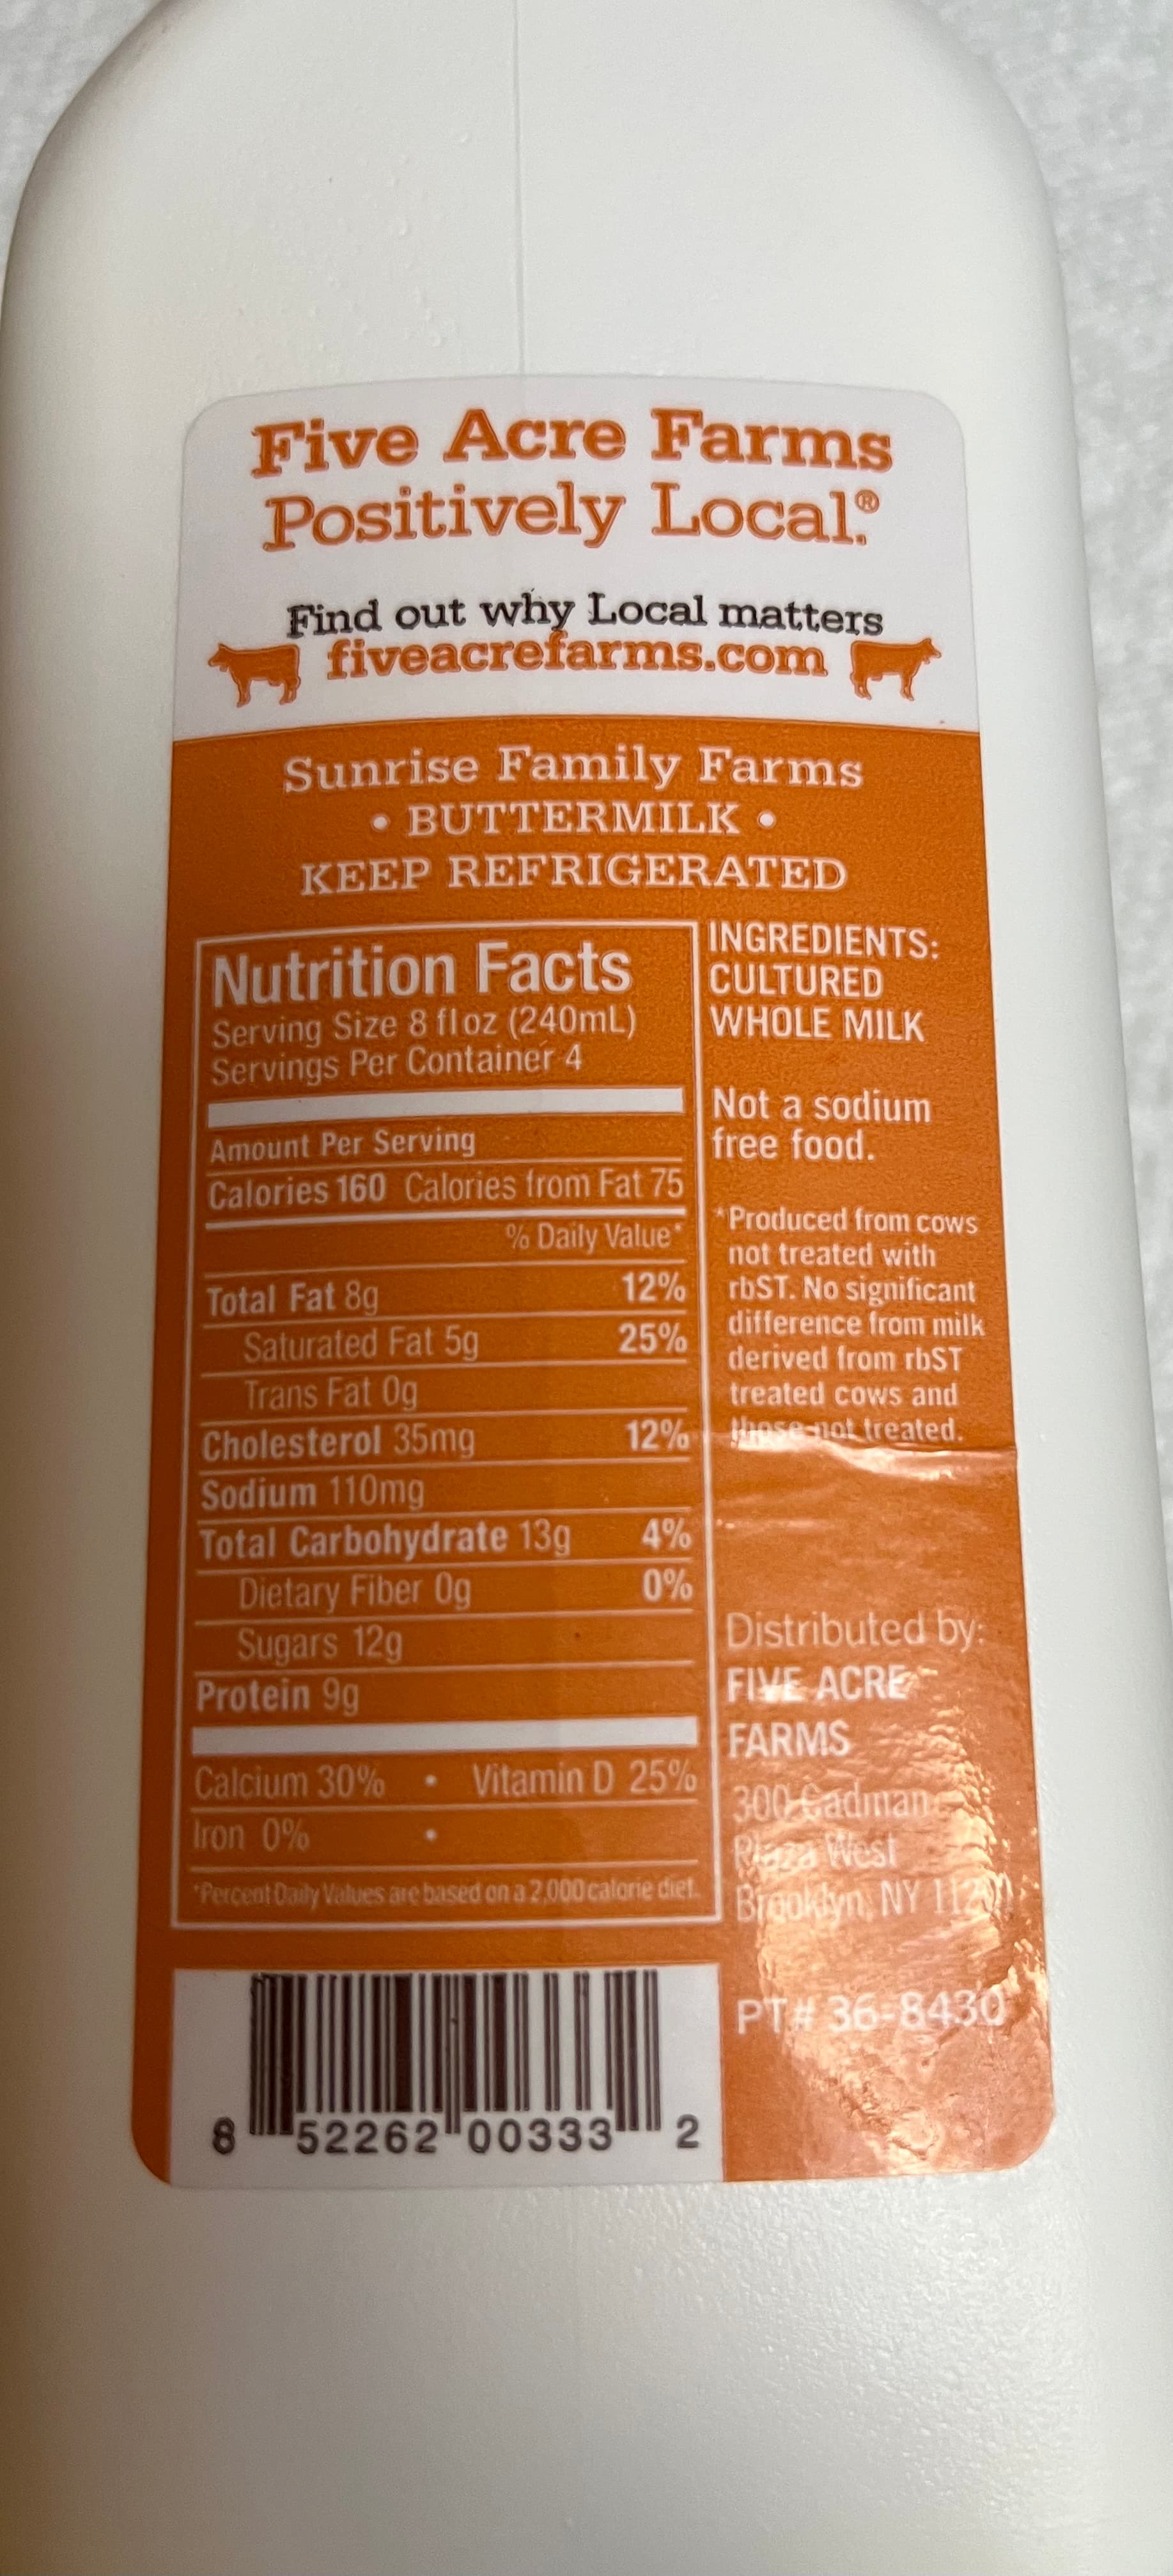 Five Acre Farms
Positively Local.®
Find out why Local matters
fiveacrefarms.com
Sunrise Family Farms
• BUTTERMILK •
KEEP REFRIGERATED
Nutrition Facts
Serving Size 8 fl oz (240mL)
Servings Per Container 4
Amount Per Serving
Calories 160 Calories from Fat 75
% Daily Value*
Total Fat 8g 12%
Saturated Fat 5g 25%
Trans Fat 0g
Cholesterol 35mg 12%
Sodium 110mg
Total Carbohydrate 13g 4%
Dietary Fiber 0g 0%
Sugars 12g
Protein 9g
Calcium 30% • Vitamin D 25%
Iron 0% •
*Percent Daily Values are based on a 2,000 calorie diet.
INGREDIENTS:
CULTURED
WHOLE MILK
Not a sodium
free food.
*Produced from cows
not treated with
rbST. No significant
difference from milk
derived from rbST
treated cows and
those not treated.
Distributed by:
FIVE ACRE
FARMS
300 Cadman
Plaza West
Brooklyn, NY 11201
PT# 36-8430
8 52262 00333 2